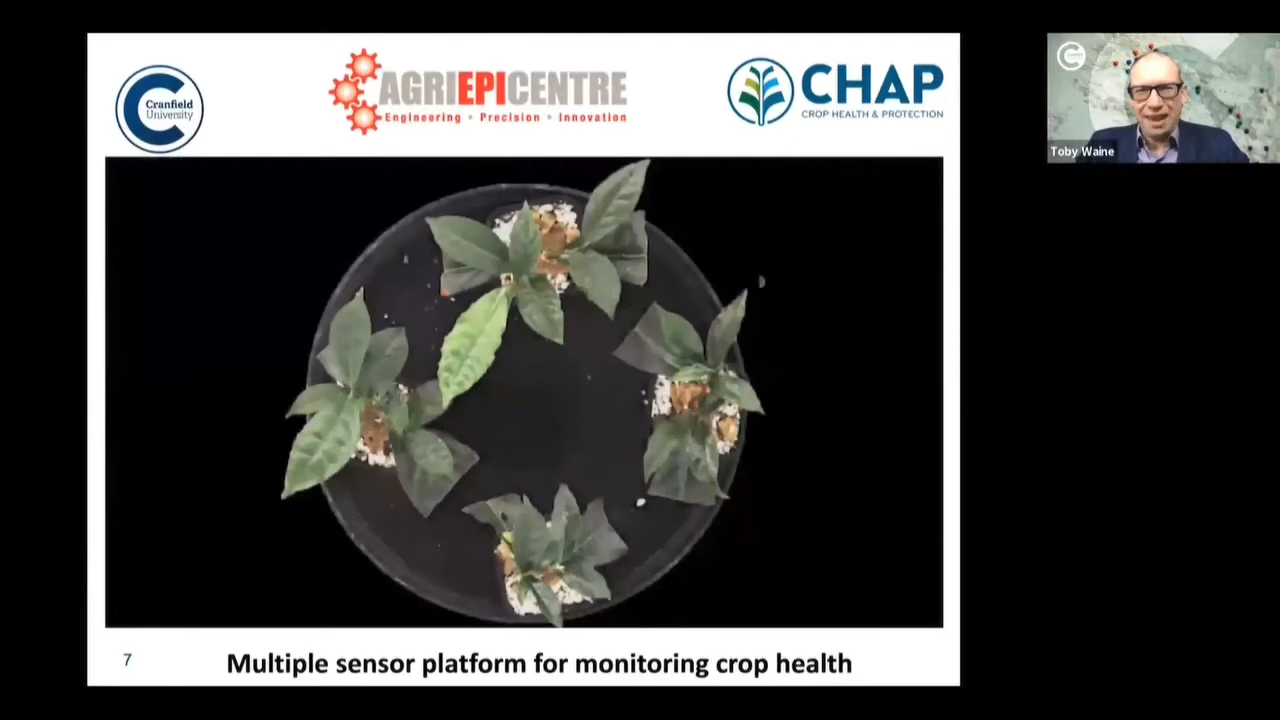 Cranfield
University
AGRIEPICENTRE
Engineering • Precision • Innovation
CHAP
CROP HEALTH & PROTECTION
Toby Waine
7
Multiple sensor platform for monitoring crop health